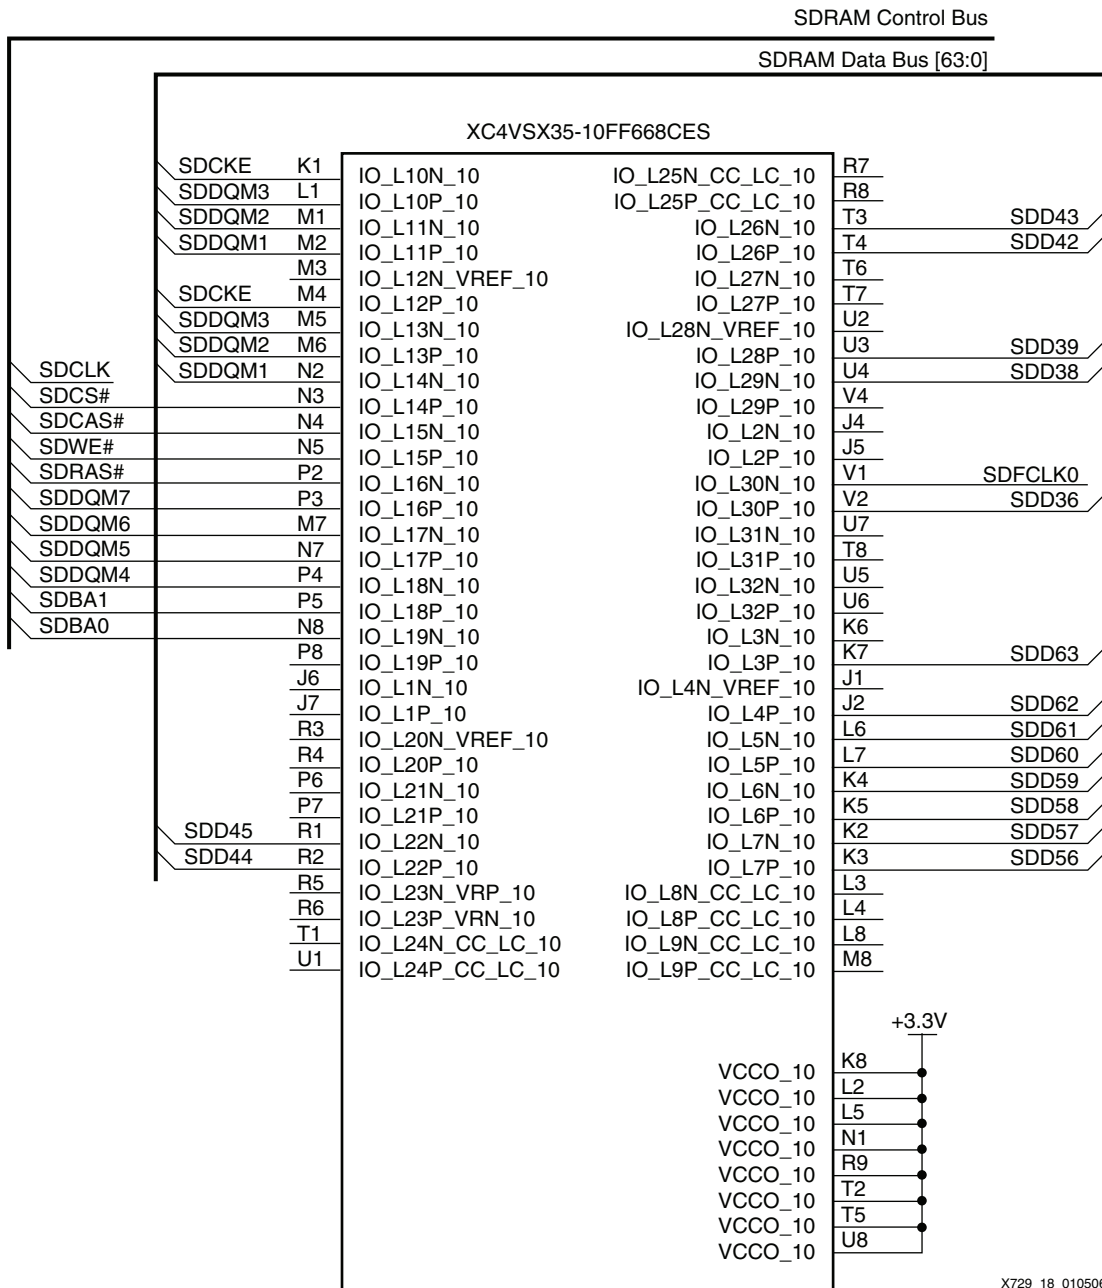 SDRAM Control Bus
SDRAM Data Bus [63:0]
XC4VSX35-10FF668CES
SDCKE K1 IO_L10N_10 IO_L25N_CC_LC_10 R7
SDDQM3 L1 IO_L10P_10 IO_L25P_CC_LC_10 R8
SDDQM2 M1 IO_L11N_10 IO_L26N_10 T3 SDD43
SDDQM1 M2 IO_L11P_10 IO_L26P_10 T4 SDD42
M3 IO_L12N_VREF_10 IO_L27N_10 T6
SDCKE M4 IO_L12P_10 IO_L27P_10 T7
SDDQM3 M5 IO_L13N_10 IO_L28N_VREF_10 U2
SDDQM2 M6 IO_L13P_10 IO_L28P_10 U3 SDD39
SDCLK SDDQM1 N2 IO_L14N_10 IO_L29N_10 U4 SDD38
SDCS# N3 IO_L14P_10 IO_L29P_10 V4
SDCAS# N4 IO_L15N_10 IO_L2N_10 J4
SDWE# N5 IO_L15P_10 IO_L2P_10 J5
SDRAS# P2 IO_L16N_10 IO_L30N_10 V1 SDFCLK0
SDDQM7 P3 IO_L16P_10 IO_L30P_10 V2 SDD36
SDDQM6 M7 IO_L17N_10 IO_L31N_10 U7
SDDQM5 N7 IO_L17P_10 IO_L31P_10 T8
SDDQM4 P4 IO_L18N_10 IO_L32N_10 U5
SDBA1 P5 IO_L18P_10 IO_L32P_10 U6
SDBA0 N8 IO_L19N_10 IO_L3N_10 K6
P8 IO_L19P_10 IO_L3P_10 K7 SDD63
J6 IO_L1N_10 IO_L4N_VREF_10 J1
J7 IO_L1P_10 IO_L4P_10 J2 SDD62
R3 IO_L20N_VREF_10 IO_L5N_10 L6 SDD61
R4 IO_L20P_10 IO_L5P_10 L7 SDD60
P6 IO_L21N_10 IO_L6N_10 K4 SDD59
P7 IO_L21P_10 IO_L6P_10 K5 SDD58
SDD45 R1 IO_L22N_10 IO_L7N_10 K2 SDD57
SDD44 R2 IO_L22P_10 IO_L7P_10 K3 SDD56
R5 IO_L23N_VRP_10 IO_L8N_CC_LC_10 L3
R6 IO_L23P_VRN_10 IO_L8P_CC_LC_10 L4
T1 IO_L24N_CC_LC_10 IO_L9N_CC_LC_10 L8
U1 IO_L24P_CC_LC_10 IO_L9P_CC_LC_10 M8
+3.3V
VCCO_10 K8
VCCO_10 L2
VCCO_10 L5
VCCO_10 N1
VCCO_10 R9
VCCO_10 T2
VCCO_10 T5
VCCO_10 U8
X729_18_010506